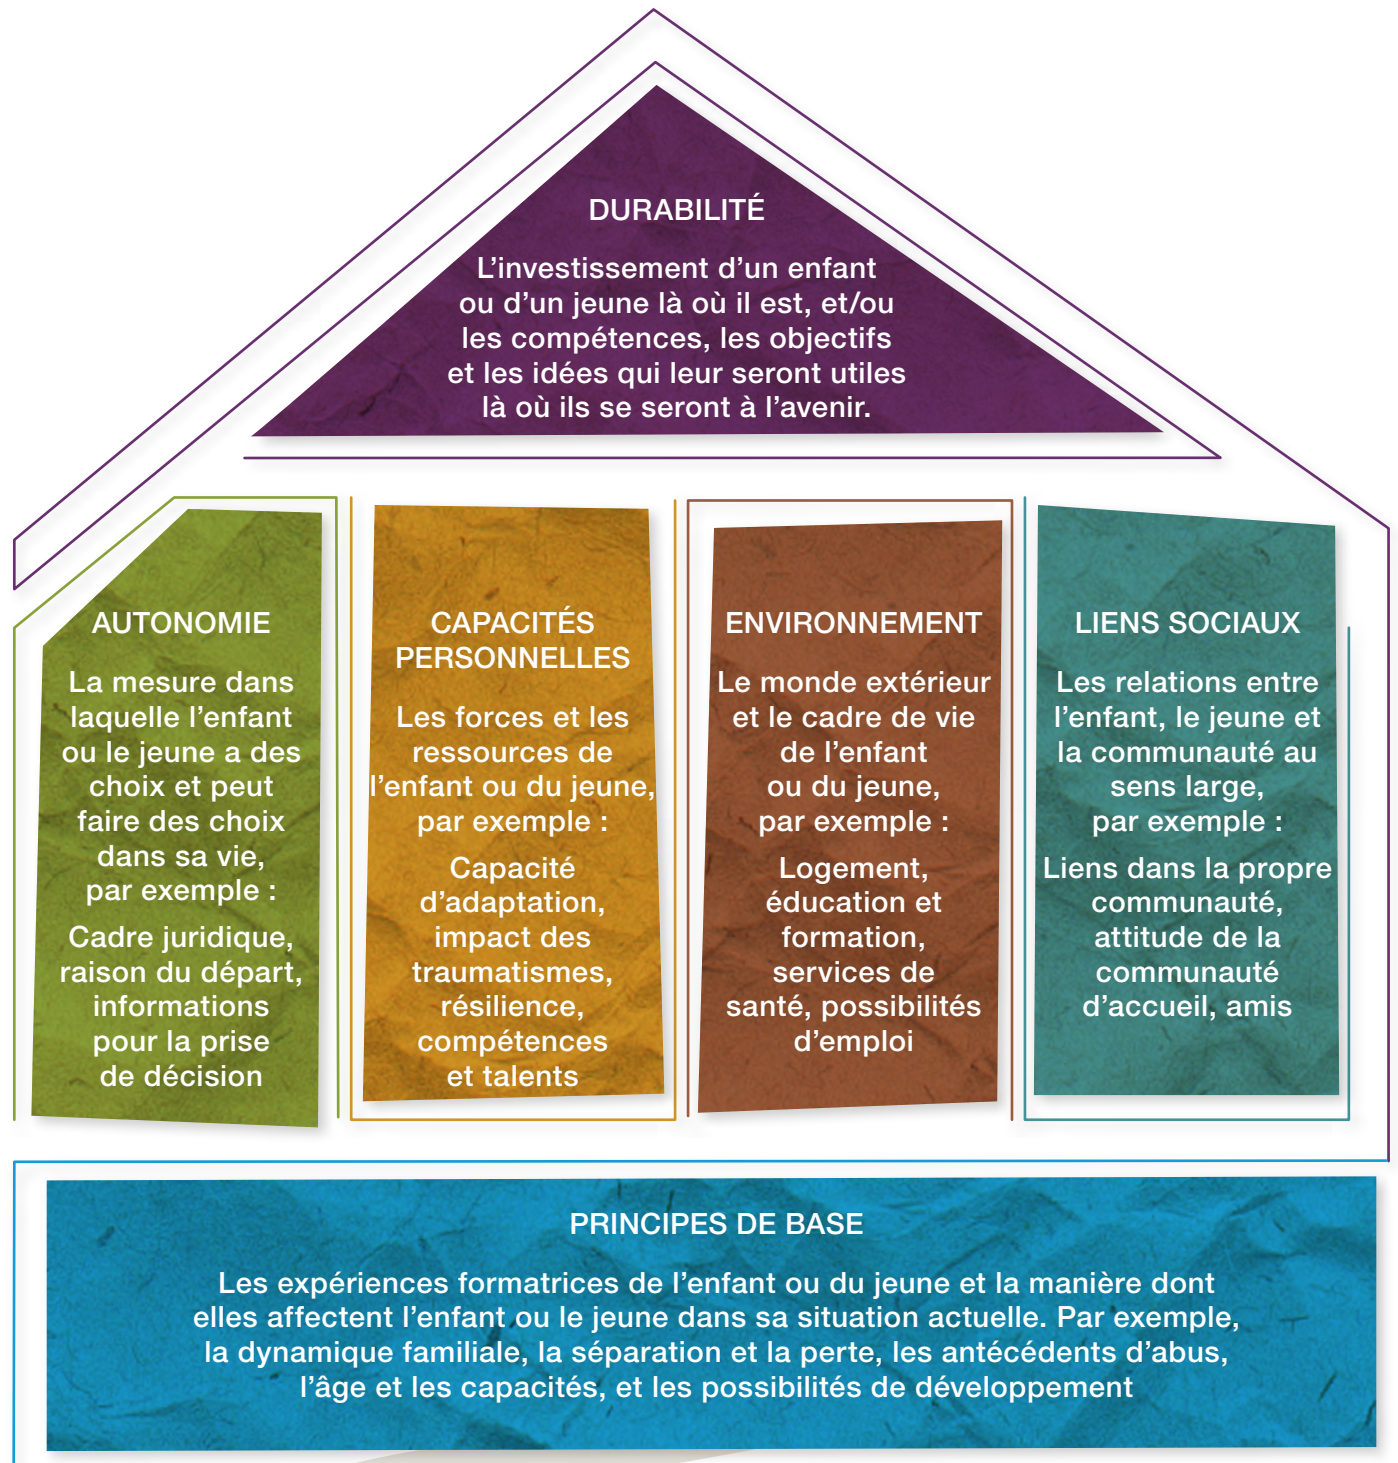 DURABILITÉ
L’investissement d’un enfant
ou d’un jeune là où il est, et/ou
les compétences, les objectifs
et les idées qui leur seront utiles
là où ils se seront à l’avenir.
AUTONOMIE
La mesure dans
laquelle l’enfant
ou le jeune a des
choix et peut
faire des choix
dans sa vie,
par exemple :
Cadre juridique,
raison du départ,
informations
pour la prise
de décision
CAPACITÉS
PERSONNELLES
Les forces et les
ressources de
l’enfant ou du jeune,
par exemple :
Capacité
d’adaptation,
impact des
traumatismes,
résilience,
compétences
et talents
ENVIRONNEMENT
Le monde extérieur
et le cadre de vie
de l’enfant
ou du jeune,
par exemple :
Logement,
éducation et
formation,
services de
santé, possibilités
d’emploi
LIENS SOCIAUX
Les relations entre
l’enfant, le jeune et
la communauté au
sens large,
par exemple :
Liens dans la propre
communauté,
attitude de la
communauté
d’accueil, amis
PRINCIPES DE BASE
Les expériences formatrices de l’enfant ou du jeune et la manière dont
elles affectent l’enfant ou le jeune dans sa situation actuelle. Par exemple,
la dynamique familiale, la séparation et la perte, les antécédents d’abus,
l’âge et les capacités, et les possibilités de développement